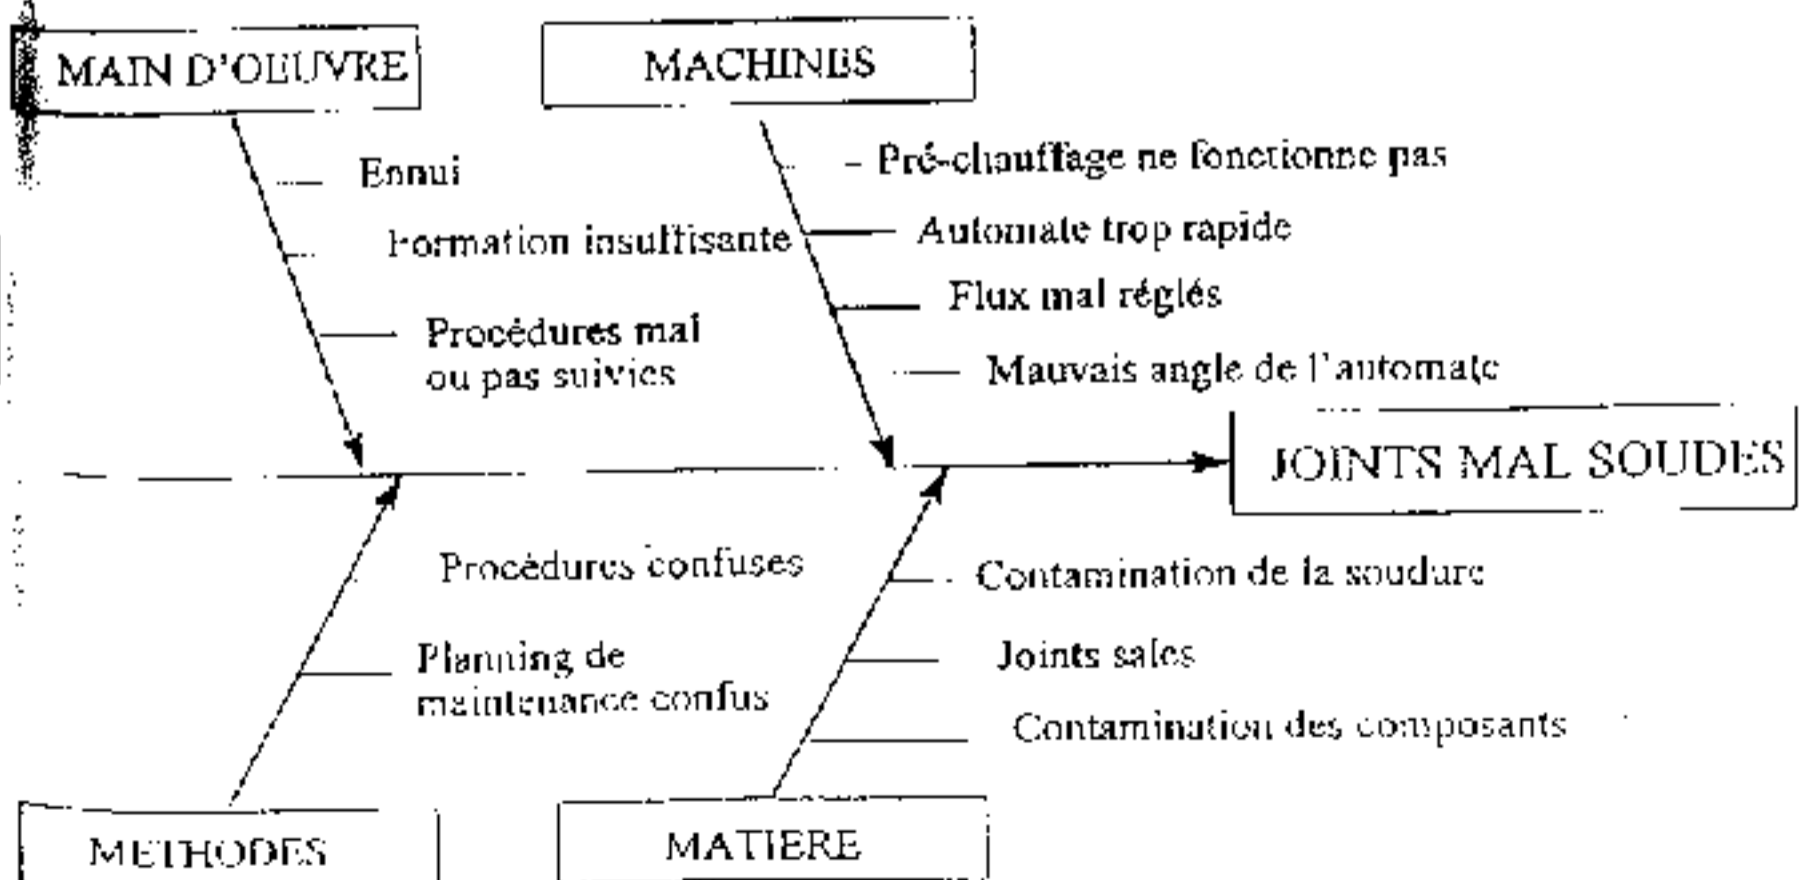 MAIN D'OEUVRE
MACHINES
Ennui
Formation insuffisante
Procédures mal
ou pas suivies
Pré-chauffage ne fonctionne pas
Automate trop rapide
Flux mal réglés
Mauvais angle de l'automate
JOINTS MAL SOUDES
Procédures confuses
Planning de
maintenance confus
Contamination de la soudure
Joints sales
Contamination des composants
METHODES
MATIERE